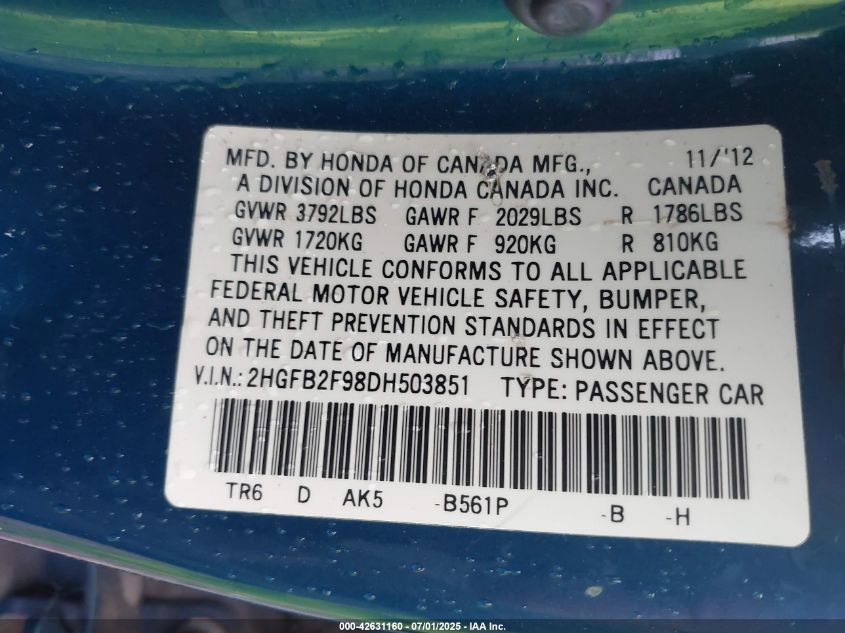 MFD. BY HONDA OF CANADA MFG., 11/'12
A DIVISION OF HONDA CANADA INC. CANADA
GVWR 3792LBS GAWR F 2029LBS R 1786LBS
GVWR 1720KG GAWR F 920KG R 810KG
THIS VEHICLE CONFORMS TO ALL APPLICABLE
FEDERAL MOTOR VEHICLE SAFETY, BUMPER,
AND THEFT PREVENTION STANDARDS IN EFFECT
ON THE DATE OF MANUFACTURE SHOWN ABOVE.
V.I.N.: 2HGFB2F98DH503851 TYPE: PASSENGER CAR
TR6 D AK5 -B561P -B -H
000-42631160 - 07/01/2025 - IAA Inc.